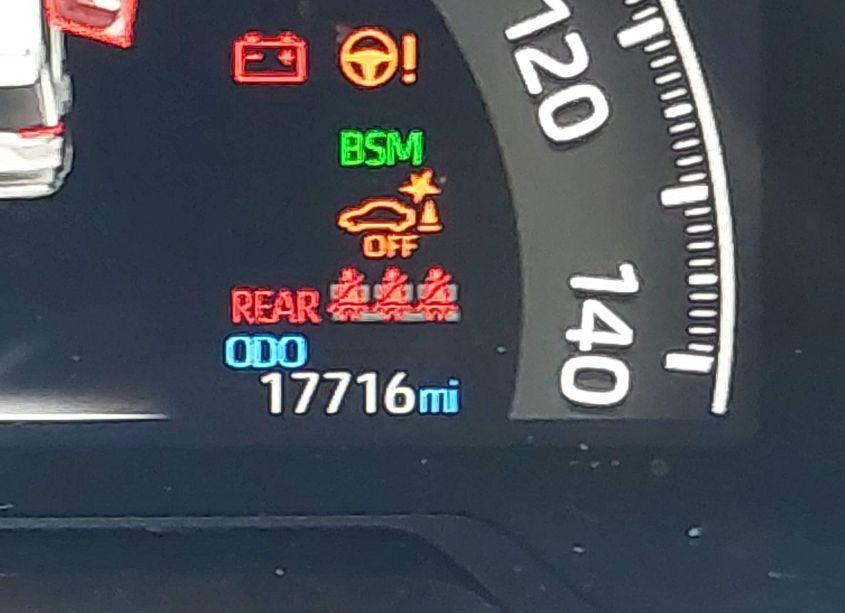 120
!
BSM
OFF
REAR
140
ODO
17716mi